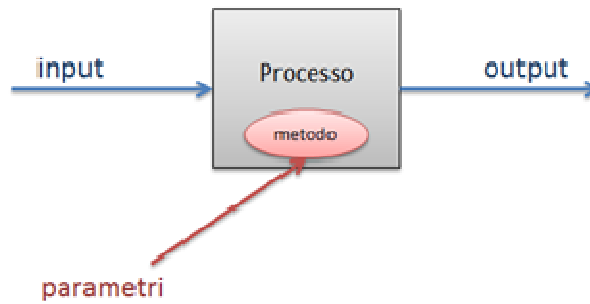 input
Processo
output
metodo
parametri